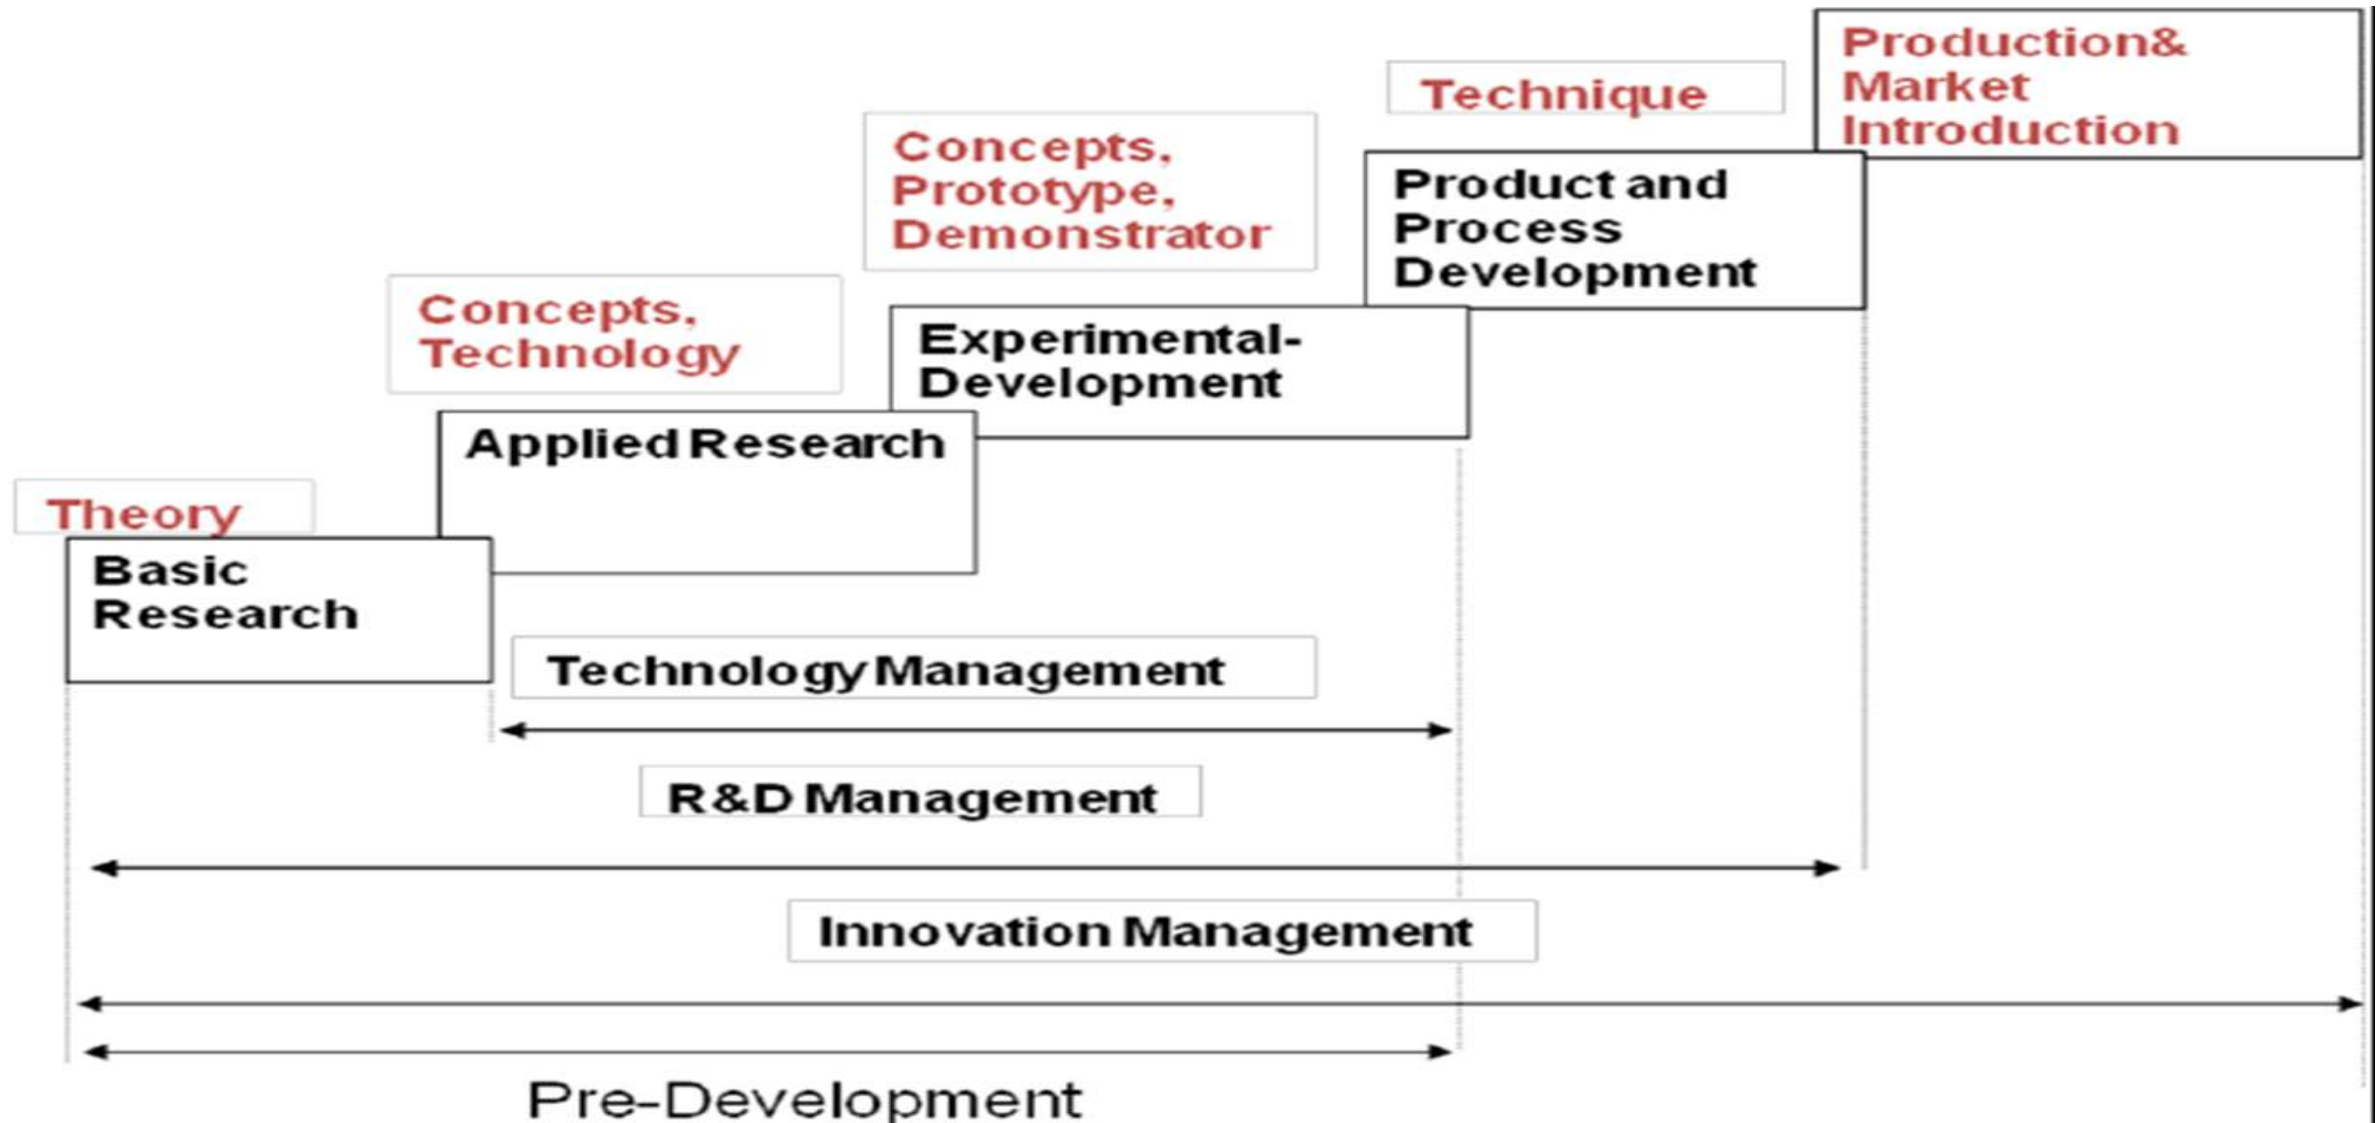 Production&
Market
Introduction
Technique
Concepts,
Prototype,
Demonstrator
Product and
Process
Development
Concepts,
Technology
Experimental-
Development
Applied Research
Theory
Basic
Research
Technology Management
R&D Management
Innovation Management
Pre-Development